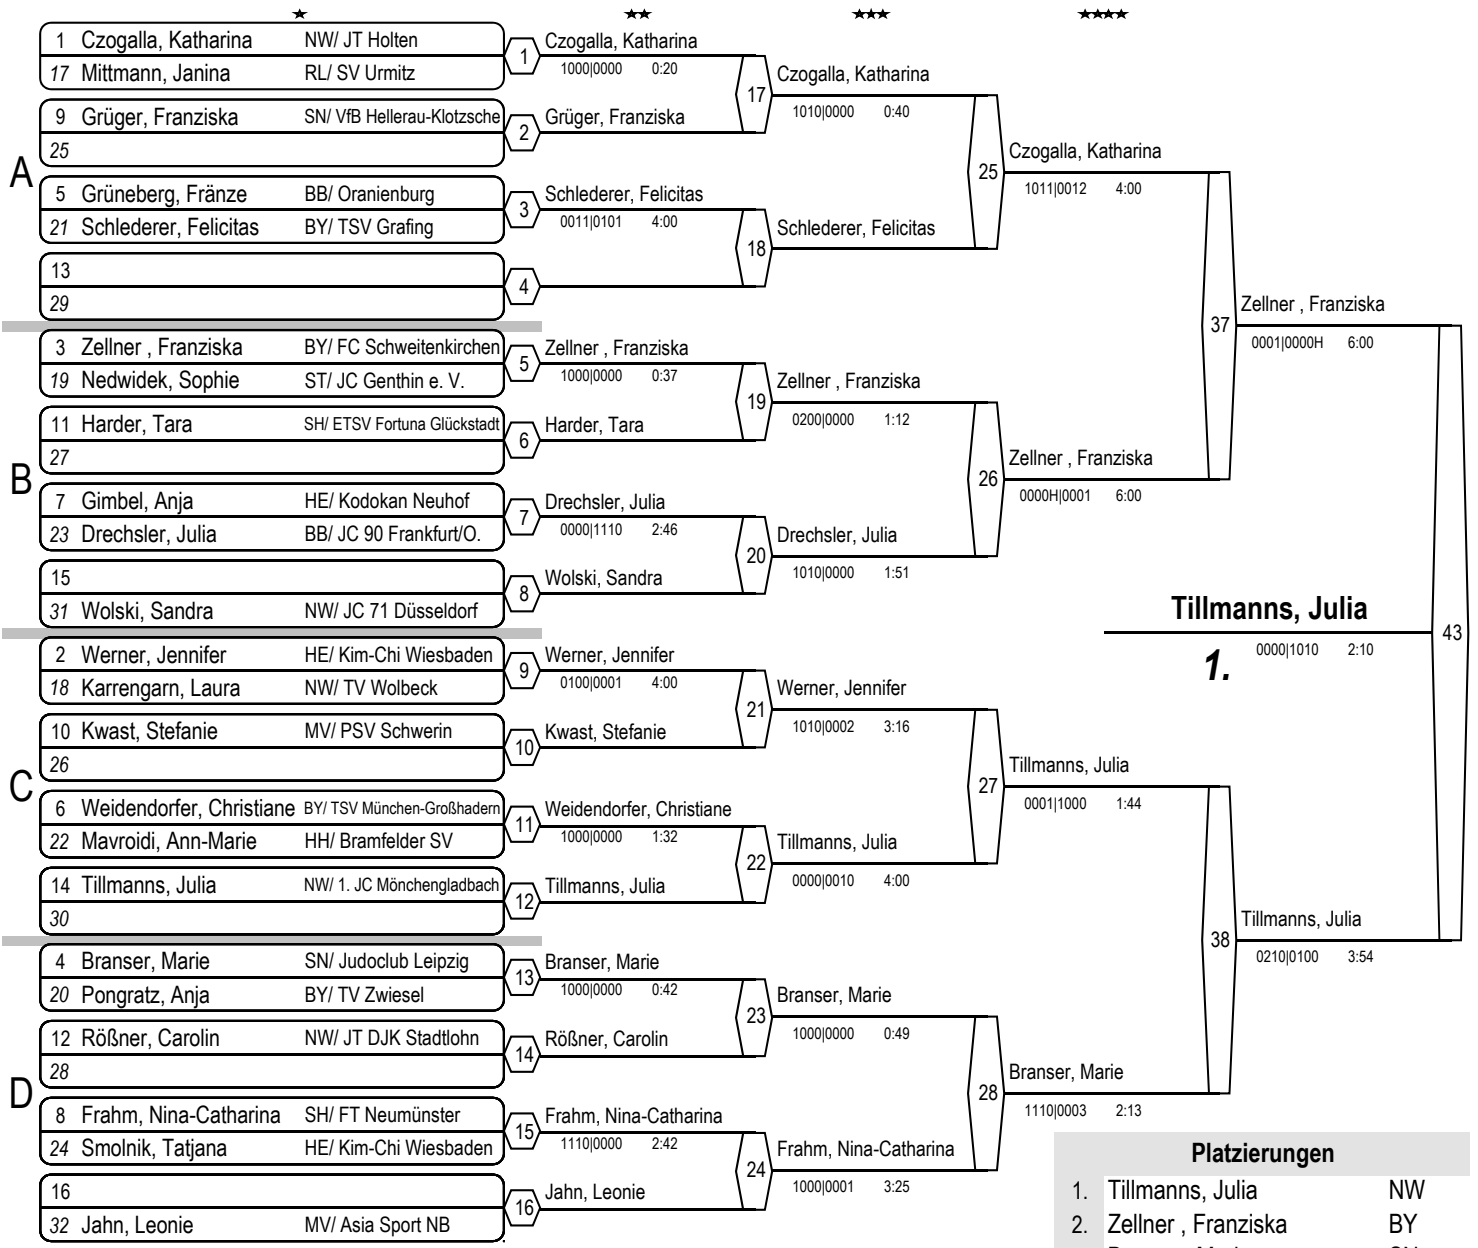 ★ ★★ ★★★ ★★★★
A
1 Czogalla, Katharina NW/ JT Holten
17 Mittmann, Janina RL/ SV Urmitz
9 Grüger, Franziska SN/ VfB Hellerau-Klotzsche
25
5 Grüneberg, Fränze BB/ Oranienburg
21 Schlederer, Felicitas BY/ TSV Grafing
13
29
B
3 Zellner , Franziska BY/ FC Schweitenkirchen
19 Nedwidek, Sophie ST/ JC Genthin e. V.
11 Harder, Tara SH/ ETSV Fortuna Glückstadt
27
7 Gimbel, Anja HE/ Kodokan Neuhof
23 Drechsler, Julia BB/ JC 90 Frankfurt/O.
15
31 Wolski, Sandra NW/ JC 71 Düsseldorf
C
2 Werner, Jennifer HE/ Kim-Chi Wiesbaden
18 Karrengarn, Laura NW/ TV Wolbeck
10 Kwast, Stefanie MV/ PSV Schwerin
26
6 Weidendorfer, Christiane BY/ TSV München-Großhadern
22 Mavroidi, Ann-Marie HH/ Bramfelder SV
14 Tillmanns, Julia NW/ 1. JC Mönchengladbach
30
D
4 Branser, Marie SN/ Judoclub Leipzig
20 Pongratz, Anja BY/ TV Zwiesel
12 Rößner, Carolin NW/ JT DJK Stadtlohn
28
8 Frahm, Nina-Catharina SH/ FT Neumünster
24 Smolnik, Tatjana HE/ Kim-Chi Wiesbaden
16
32 Jahn, Leonie MV/ Asia Sport NB
1 Czogalla, Katharina
1000|0000 0:20
2 Grüger, Franziska
3 Schlederer, Felicitas
0011|0101 4:00
4
5 Zellner , Franziska
1000|0000 0:37
6 Harder, Tara
7 Drechsler, Julia
0000|1110 2:46
8 Wolski, Sandra
9 Werner, Jennifer
0100|0001 4:00
10 Kwast, Stefanie
11 Weidendorfer, Christiane
1000|0000 1:32
12 Tillmanns, Julia
13 Branser, Marie
1000|0000 0:42
14 Rößner, Carolin
15 Frahm, Nina-Catharina
1110|0000 2:42
16 Jahn, Leonie
17 Czogalla, Katharina
1010|0000 0:40
18 Schlederer, Felicitas
19 Zellner , Franziska
0200|0000 1:12
20 Drechsler, Julia
1010|0000 1:51
21 Werner, Jennifer
1010|0002 3:16
22 Tillmanns, Julia
0000|0010 4:00
23 Branser, Marie
1000|0000 0:49
24 Frahm, Nina-Catharina
1000|0001 3:25
25 Czogalla, Katharina
1011|0012 4:00
26 Zellner , Franziska
0000H|0001 6:00
27 Tillmanns, Julia
0001|1000 1:44
28 Branser, Marie
1110|0003 2:13
37 Zellner , Franziska
0001|0000H 6:00
38 Tillmanns, Julia
0210|0100 3:54
43 Tillmanns, Julia
1. 0000|1010 2:10
Platzierungen
1. Tillmanns, Julia NW
2. Zellner , Franziska BY